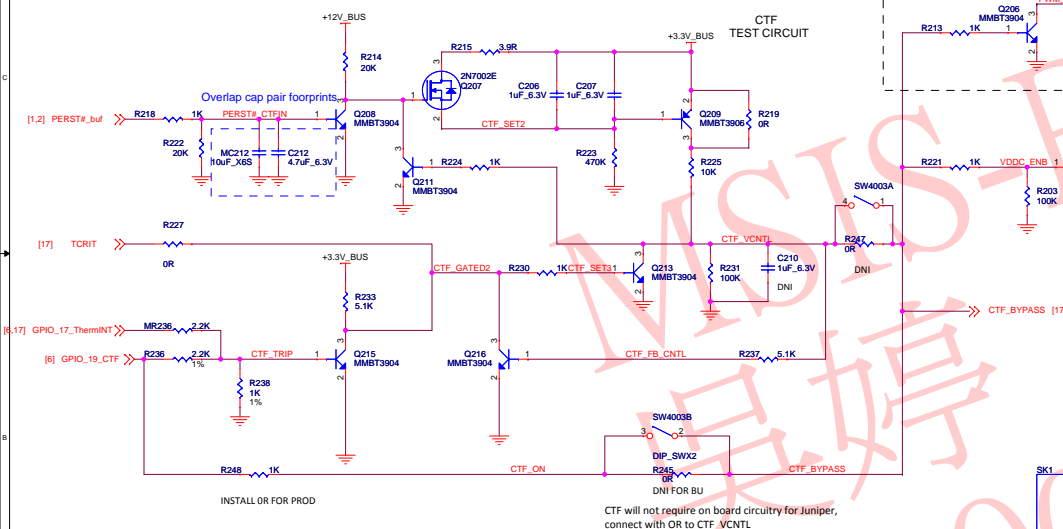 CTF
TEST CIRCUIT
+12V_BUS
R214
20K
R215
3.9R
2N7002E
Q207
C206
1uF_6.3V
C207
1uF_6.3V
+3.3V_BUS
Q209
MMBT3906
R219
0R
R213
1K
Q206
MMBT3904
Overlap cap pair foorprints
[1,2] PERST#_buf
R218
1K
PERST#_CTFIN
Q208
MMBT3904
R222
20K
MC212
10uF_X6S
C212
4.7uF_6.3V
CTF_SET2
R223
470K
R225
10K
Q211
MMBT3904
R224
1K
R221
1K
VDDC_ENB
R203
100K
SW4003A
R247
0R
DNI
[17] TCRIT
R227
0R
+3.3V_BUS
R233
5.1K
CTF_GATED2
R230
1K
CTF_SET3
Q213
MMBT3904
CTF_VCNTL
R231
100K
C210
1uF_6.3V
DNI
CTF_BYPASS [17
[6,17] GPIO_17_ThermINT
MR236
2.2K
[6] GPIO_19_CTF
R236
2.2K
1%
CTF_TRIP
R238
1K
1%
Q215
MMBT3904
Q216
MMBT3904
CTF_FB_CNTL
R237
5.1K
SW4003B
DIP_SWX2
R248
1K
CTF_ON
R245
0R
CTF_BYPASS
DNI FOR BU
INSTALL 0R FOR PROD
CTF will not require on board circuitry for Juniper,
connect with OR to CTF_VCNTL
SK1
C
B
MSIS-
吴婷